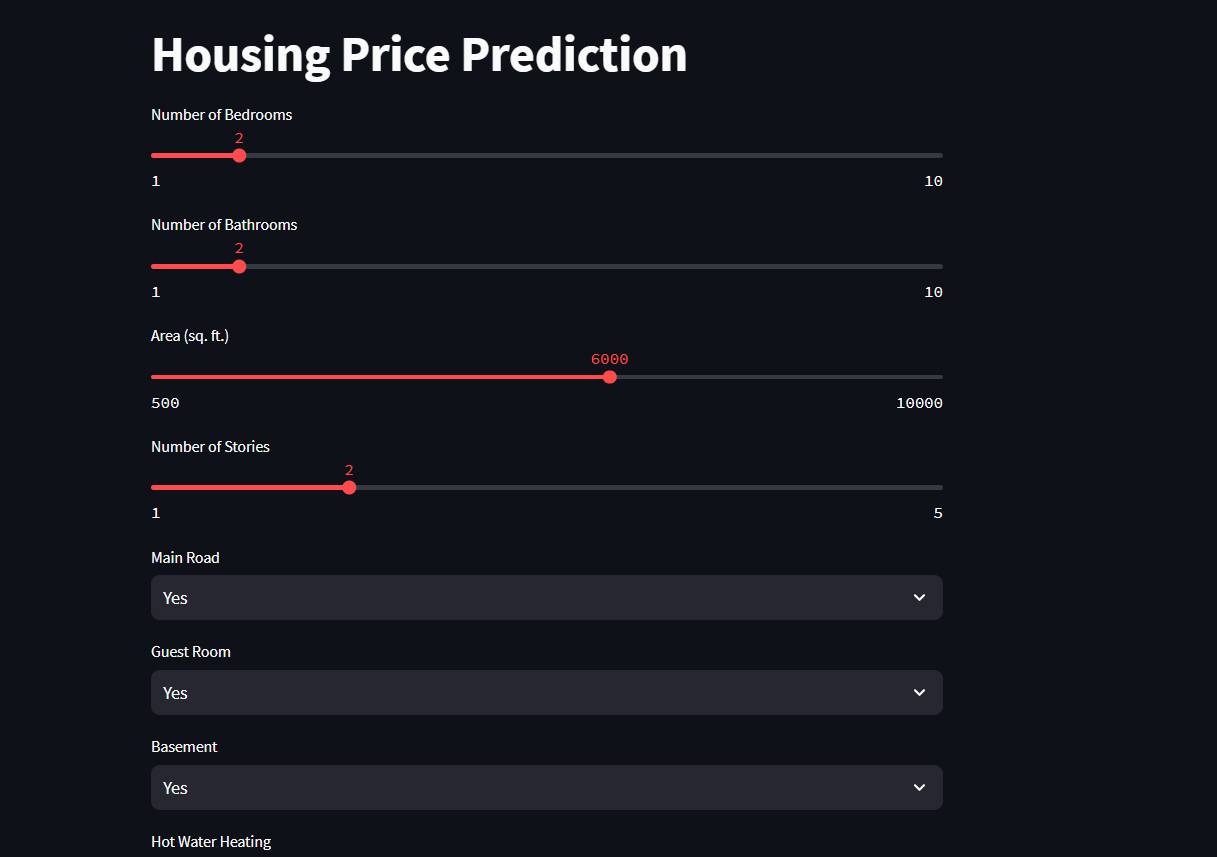 Housing Price Prediction
Number of Bedrooms
2
1 10
Number of Bathrooms
2
1 10
Area (sq. ft.)
6000
500 10000
Number of Stories
2
1 5
Main Road
Yes
Guest Room
Yes
Basement
Yes
Hot Water Heating